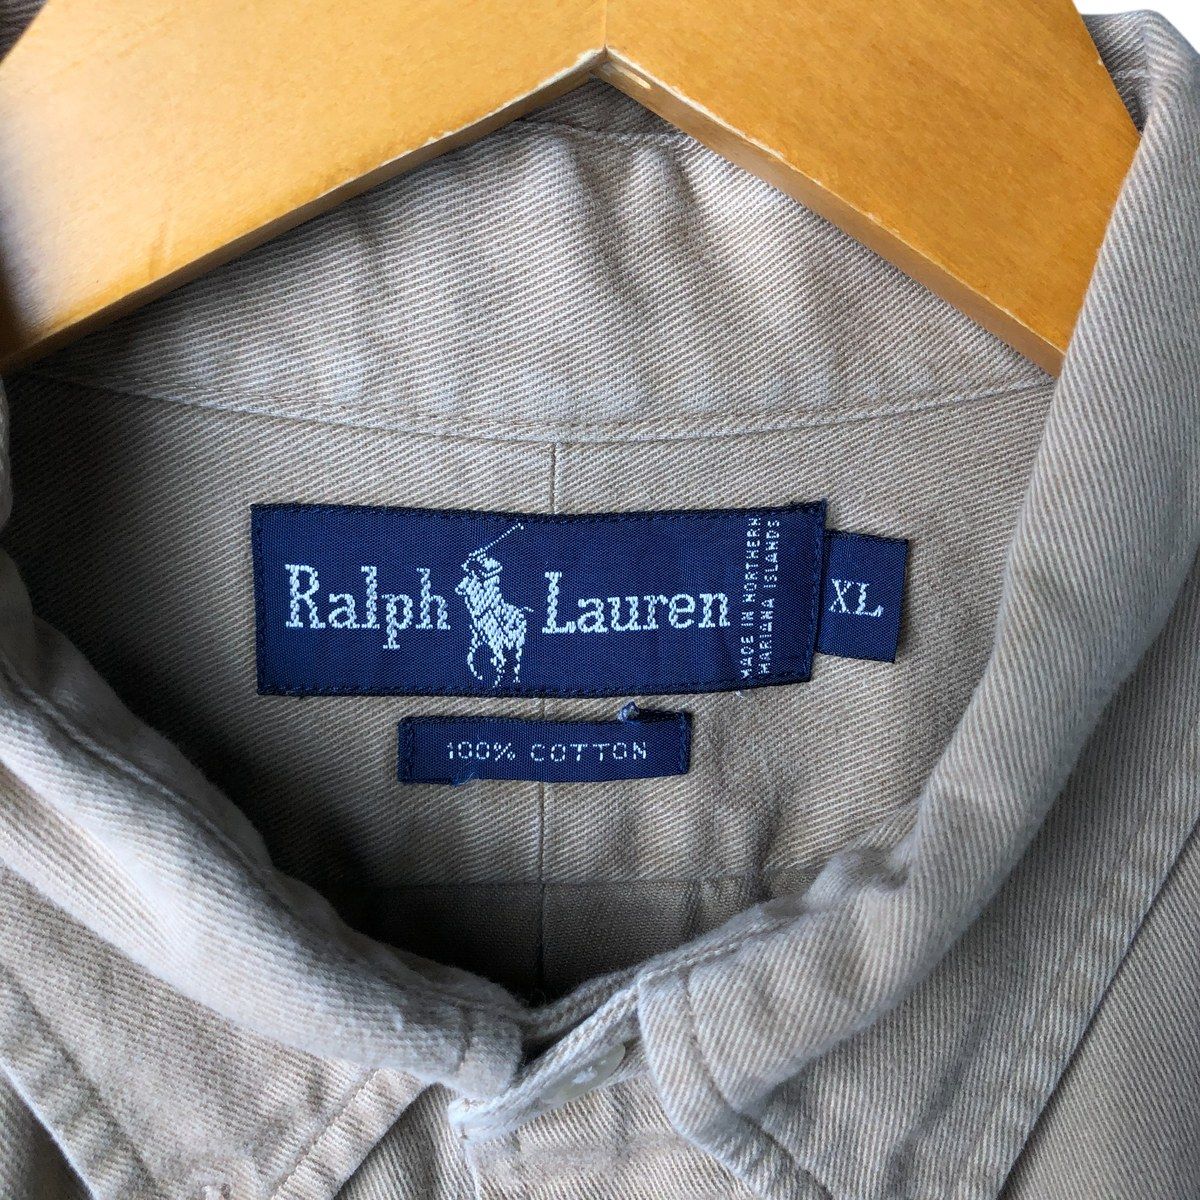 Ralph Lauren
MADE IN NORTHERN
MARIANA ISLANDS
XL
100% COTTON